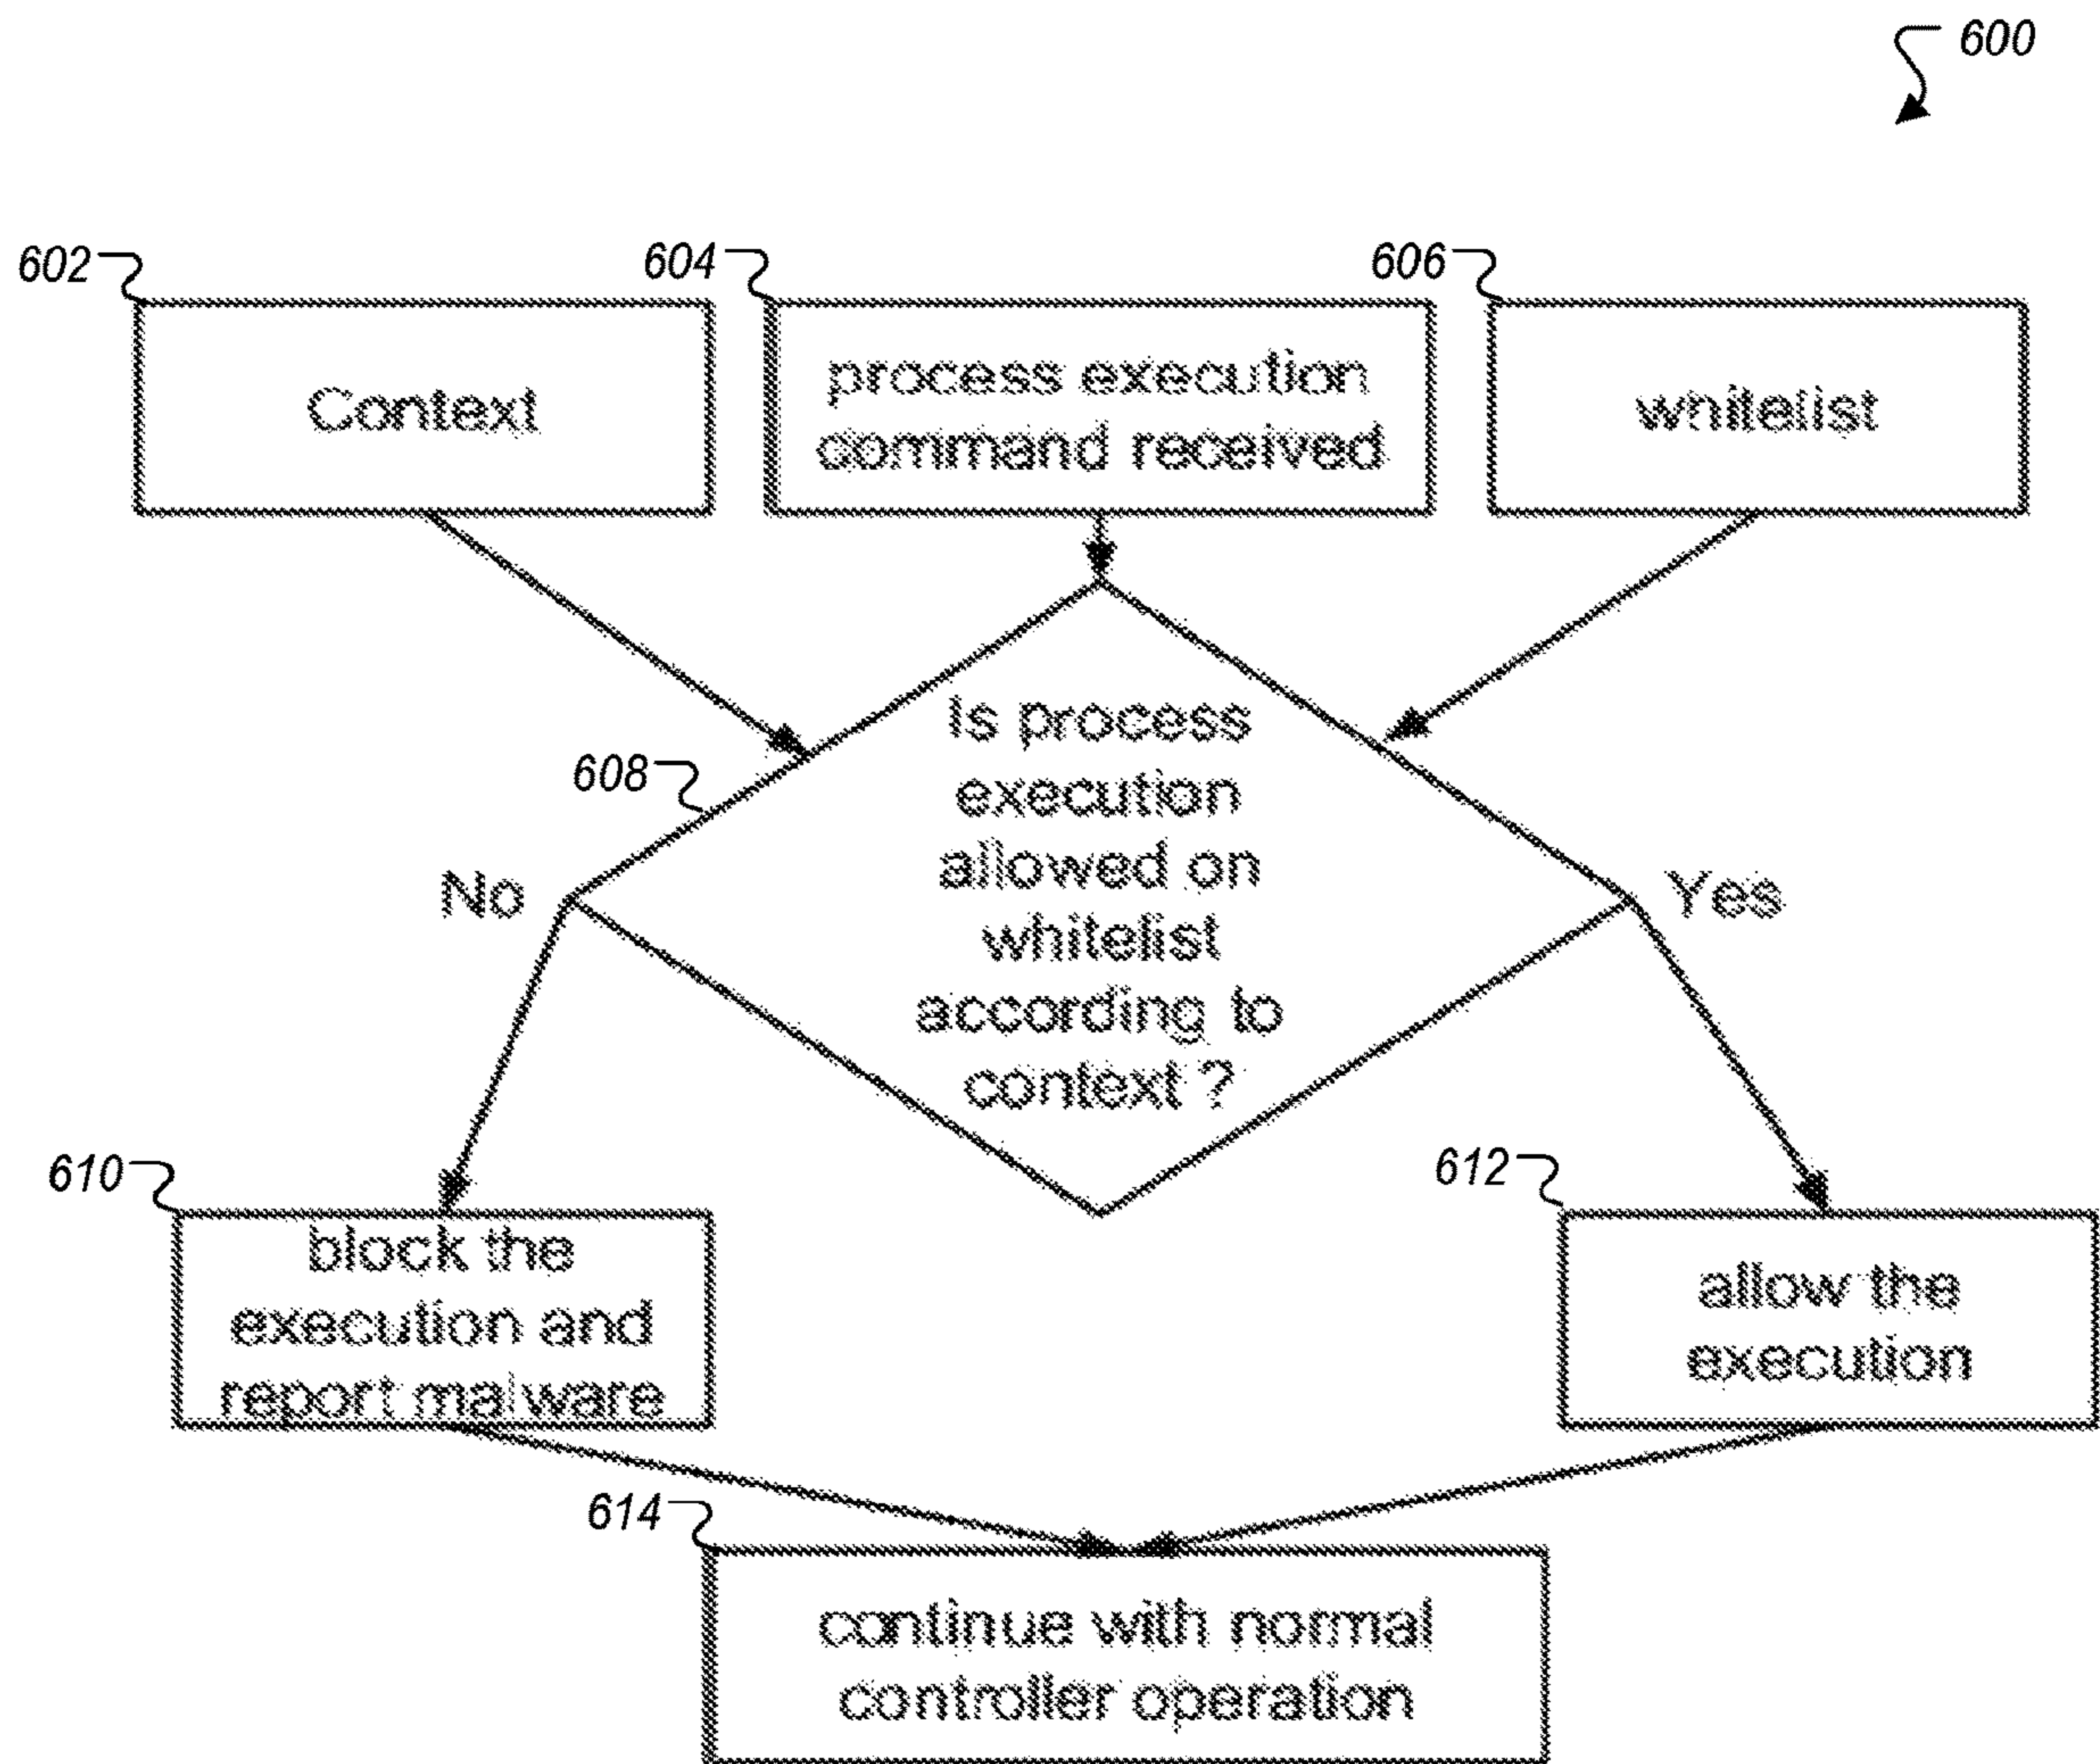 600
602
604
606
Context
process execution
command received
whitelist
608
Is process
execution
allowed on
whitelist
according to
context ?
No
Yes
610
612
block the
execution and
report malware
allow the
execution
614
continue with normal
controller operation